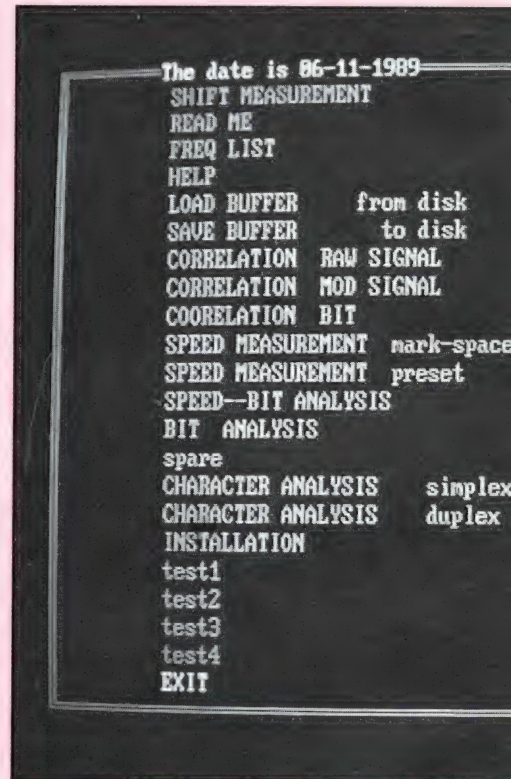 The date is 06-11-1989
SHIFT MEASUREMENT
READ ME
FREQ LIST
HELP
LOAD BUFFER from disk
SAVE BUFFER to disk
CORRELATION RAW SIGNAL
CORRELATION MOD SIGNAL
COORELATION BIT
SPEED MEASUREMENT mark-space
SPEED MEASUREMENT preset
SPEED--BIT ANALYSIS
BIT ANALYSIS
spare
CHARACTER ANALYSIS simplex
CHARACTER ANALYSIS duplex
INSTALLATION
test1
test2
test3
test4
EXIT